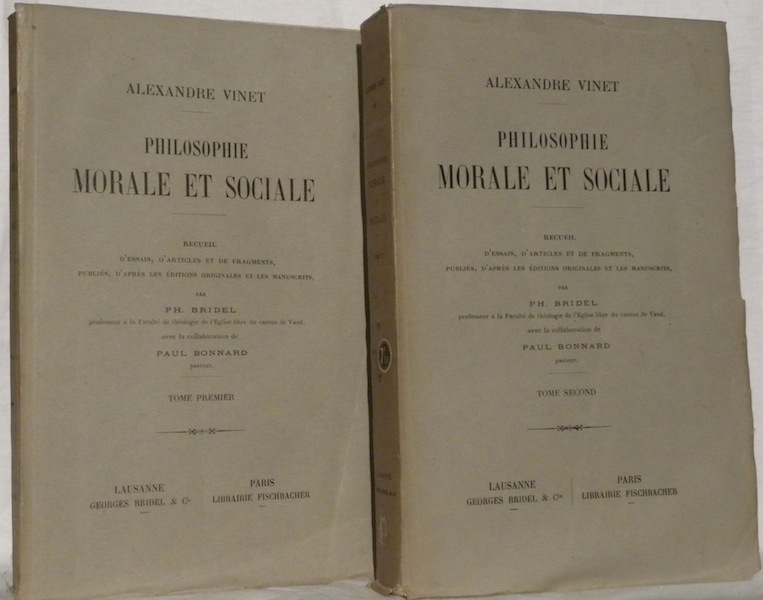 ALEXANDRE VINET
PHILOSOPHIE
MORALE ET SOCIALE
RECUEIL
D'ESSAIS, D'ARTICLES ET DE FRAGMENTS,
PUBLIÉS, D'APRÈS LES ÉDITIONS ORIGINALES ET LES MANUSCRITS,
PAR
PH. BRIDEL
professeur à la Faculté de théologie de l'Eglise libre du canton de Vaud,
avec la collaboration de
PAUL BONNARD
pasteur.
TOME PREMIER
LAUSANNE
GEORGES BRIDEL & Cie
PARIS
LIBRAIRIE FISCHBACHER
ALEXANDRE VINET
PHILOSOPHIE
MORALE ET SOCIALE
RECUEIL
D'ESSAIS, D'ARTICLES ET DE FRAGMENTS,
PUBLIÉS, D'APRÈS LES ÉDITIONS ORIGINALES ET LES MANUSCRITS,
PAR
PH. BRIDEL
professeur à la Faculté de théologie de l'Eglise libre du canton de Vaud,
avec la collaboration de
PAUL BONNARD
pasteur.
TOME SECOND
LAUSANNE
GEORGES BRIDEL & Cie
PARIS
LIBRAIRIE FISCHBACHER